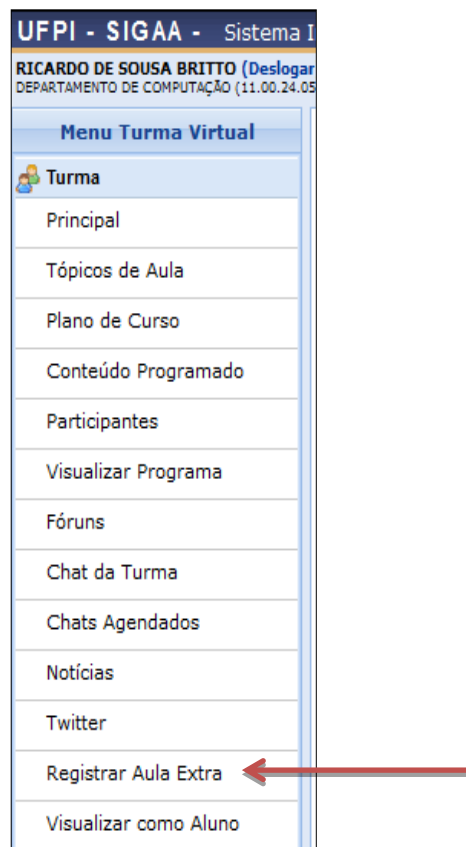 UFPI - SIGAA - Sistema I
RICARDO DE SOUSA BRITTO (Deslogar
DEPARTAMENTO DE COMPUTAÇÃO (11.00.24.05
Menu Turma Virtual
Turma
Principal
Tópicos de Aula
Plano de Curso
Conteúdo Programado
Participantes
Visualizar Programa
Fóruns
Chat da Turma
Chats Agendados
Notícias
Twitter
Registrar Aula Extra
Visualizar como Aluno